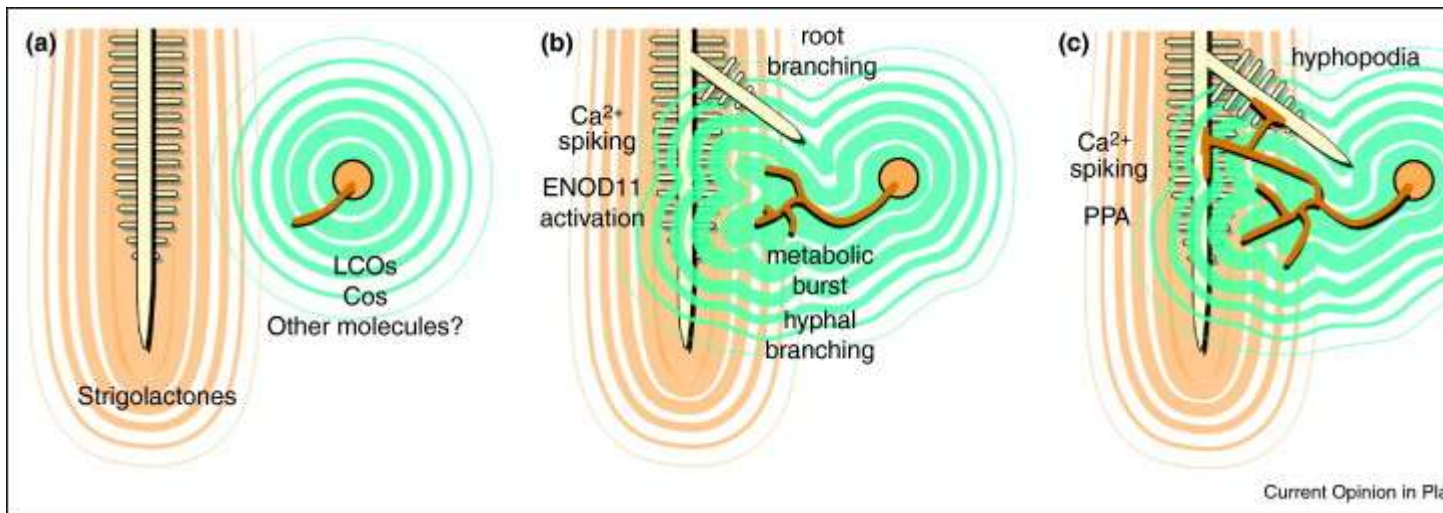 (a)
LCOs
Cos
Other molecules?
Strigolactones
(b)
root
branching
Ca²⁺
spiking
ENOD11
activation
metabolic
burst
hyphal
branching
(c)
hyphopodia
Ca²⁺
spiking
PPA
Current Opinion in Pla